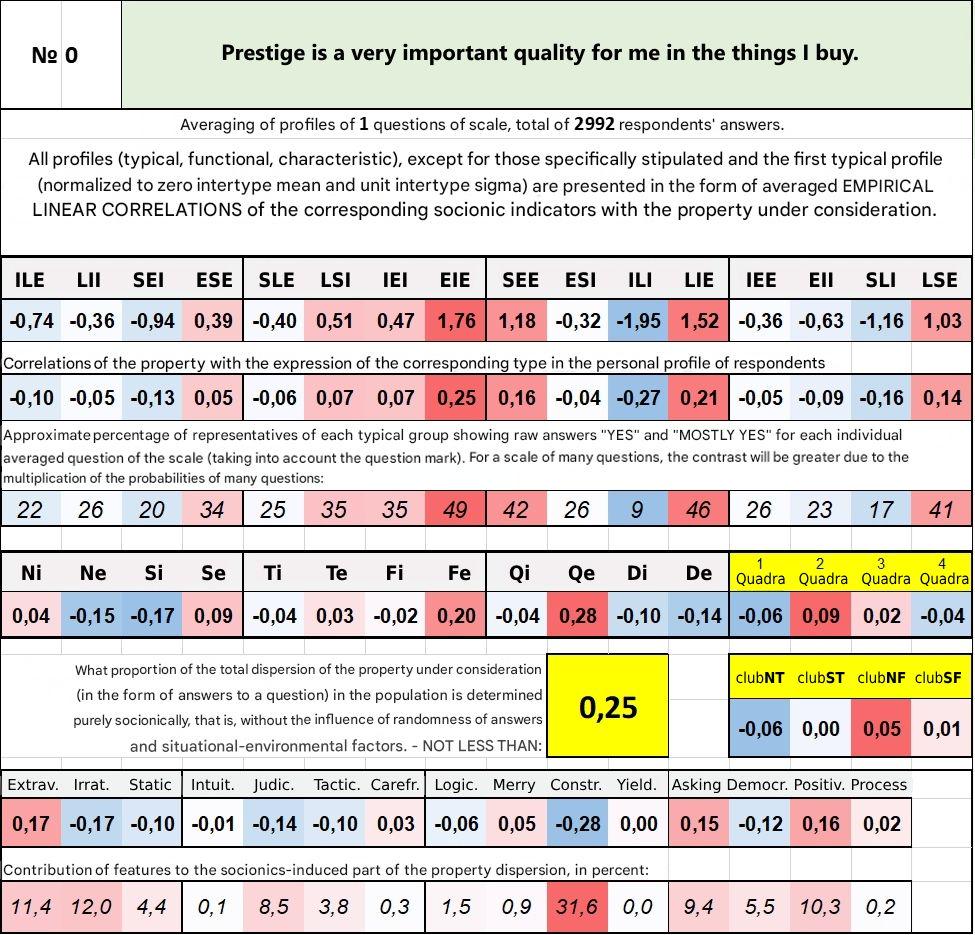 № 0
Prestige is a very important quality for me in the things I buy.
Averaging of profiles of 1 questions of scale, total of 2992 respondents' answers.
All profiles (typical, functional, characteristic), except for those specifically stipulated and the first typical profile
(normalized to zero intertype mean and unit intertype sigma) are presented in the form of averaged EMPIRICAL
LINEAR CORRELATIONS of the corresponding socionic indicators with the property under consideration.
ILE LII SEI ESE SLE LSI IEI EIE SEE ESI ILI LIE IEE EII SLI LSE
-0,74 -0,36 -0,94 0,39 -0,40 0,51 0,47 1,76 1,18 -0,32 -1,95 1,52 -0,36 -0,63 -1,16 1,03
Correlations of the property with the expression of the corresponding type in the personal profile of respondents
-0,10 -0,05 -0,13 0,05 -0,06 0,07 0,07 0,25 0,16 -0,04 -0,27 0,21 -0,05 -0,09 -0,16 0,14
Approximate percentage of representatives of each typical group showing raw answers "YES" and "MOSTLY YES" for each individual
averaged question of the scale (taking into account the question mark). For a scale of many questions, the contrast will be greater due to the
multiplication of the probabilities of many questions:
22 26 20 34 25 35 35 49 42 26 9 46 26 23 17 41
Ni Ne Si Se Ti Te Fi Fe Qi Qe Di De 1 Quadra 2 Quadra 3 Quadra 4 Quadra
0,04 -0,15 -0,17 0,09 -0,04 0,03 -0,02 0,20 -0,04 0,28 -0,10 -0,14 -0,06 0,09 0,02 -0,04
What proportion of the total dispersion of the property under consideration
(in the form of answers to a question) in the population is determined
purely socionically, that is, without the influence of randomness of answers
and situational-environmental factors. - NOT LESS THAN:
0,25
clubNT clubST clubNF clubSF
-0,06 0,00 0,05 0,01
Extrav. Irrat. Static Intuit. Judic. Tactic. Carefr. Logic. Merry Constr. Yield. Asking Democr. Positiv. Process
0,17 -0,17 -0,10 -0,01 -0,14 -0,10 0,03 -0,06 0,05 -0,28 0,00 0,15 -0,12 0,16 0,02
Contribution of features to the socionics-induced part of the property dispersion, in percent:
11,4 12,0 4,4 0,1 8,5 3,8 0,3 1,5 0,9 31,6 0,0 9,4 5,5 10,3 0,2